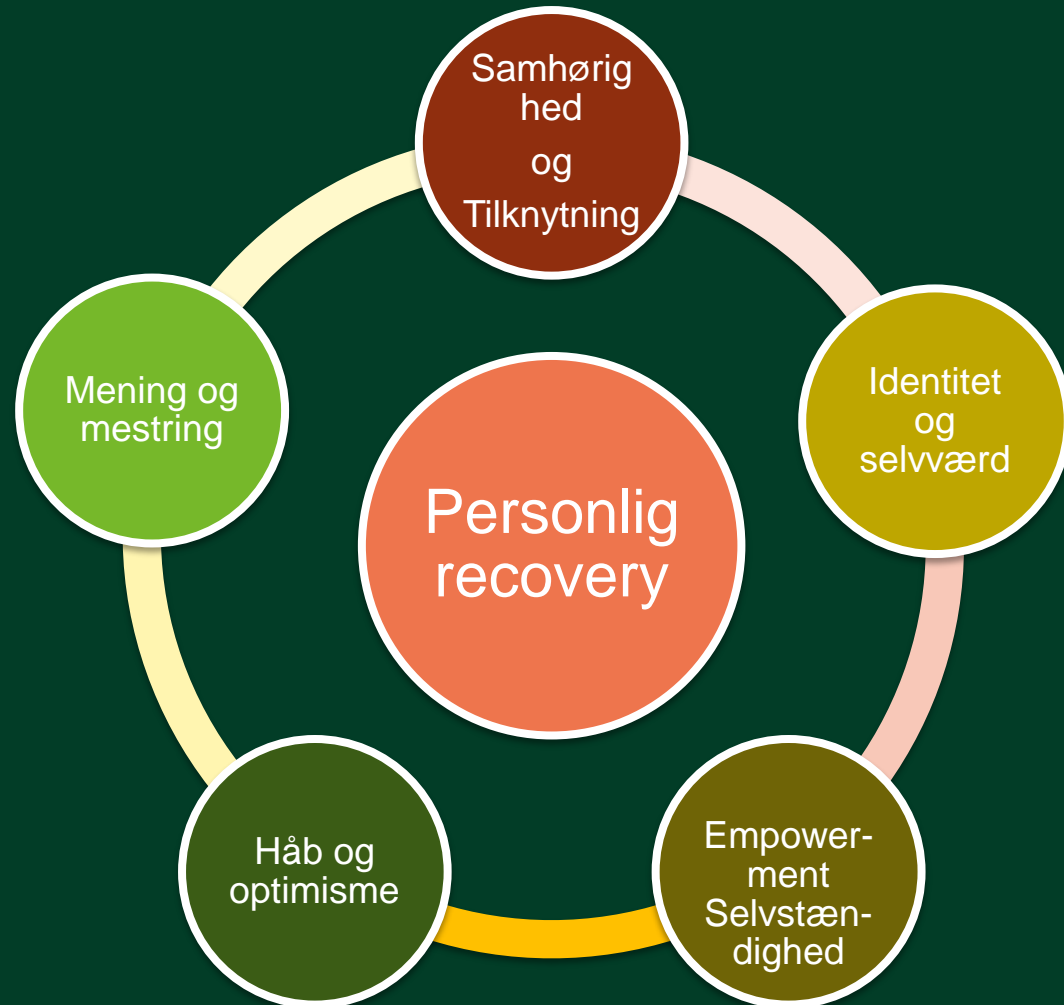 Samhørig
hed
og
Tilknytning
Identitet
og
selvværd
Empower-
ment
Selvstæn-
dighed
Håb og
optimisme
Mening og
mestring
Personlig
recovery